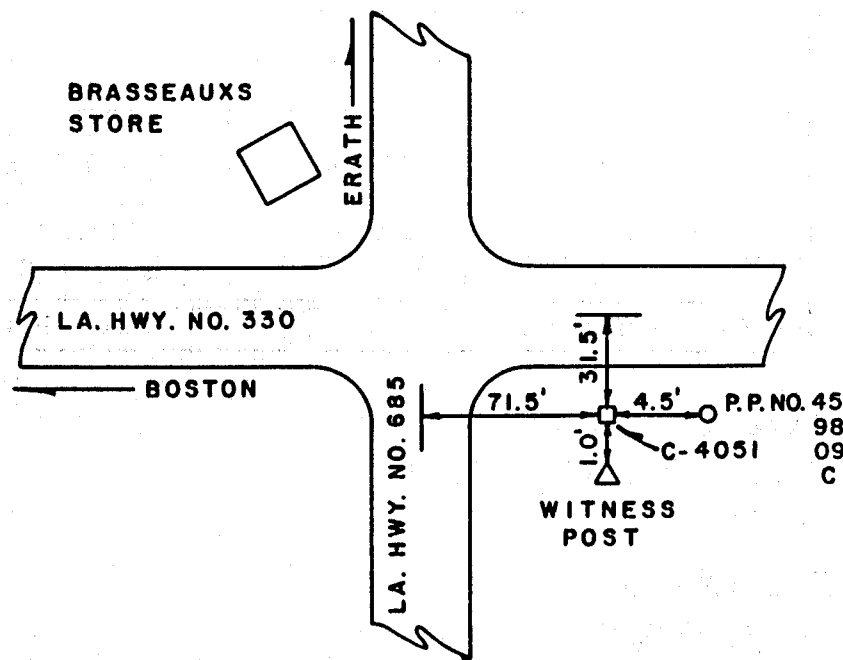 BRASSEAUXS
STORE
ERATH
LA. HWY. NO. 330
BOSTON
LA. HWY. NO. 685
31.5'
71.5'
4.5'
P.P. NO. 45
98
09
C
1.0'
C-4051
WITNESS
POST